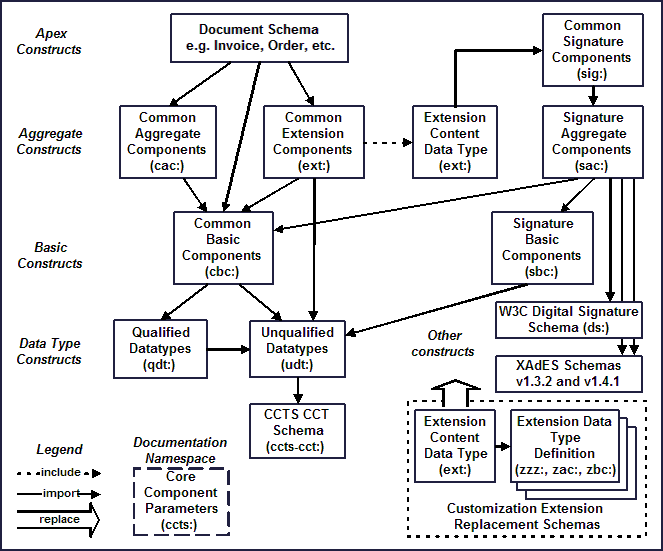 Apex
Constructs
Document Schema
e.g. Invoice, Order, etc.
Common
Signature
Components
(sig:)
Aggregate
Constructs
Common
Aggregate
Components
(cac:)
Common
Extension
Components
(ext:)
Extension
Content
Data Type
(ext:)
Signature
Aggregate
Components
(sac:)
Basic
Constructs
Common
Basic
Components
(cbc:)
Signature
Basic
Components
(sbc:)
Data Type
Constructs
Qualified
Datatypes
(qdt:)
Unqualified
Datatypes
(udt:)
Other
constructs
W3C Digital Signature
Schema (ds:)
XAdES Schemas
v1.3.2 and v1.4.1
CCTS CCT
Schema
(ccts-cct:)
Extension
Content
Data Type
(ext:)
Extension Data
Type
Definition
(zzz:, zac:, zbc:)
Customization Extension
Replacement Schemas
Legend
include
import
replace
Documentation
Namespace
Core
Component
Parameters
(ccts:)